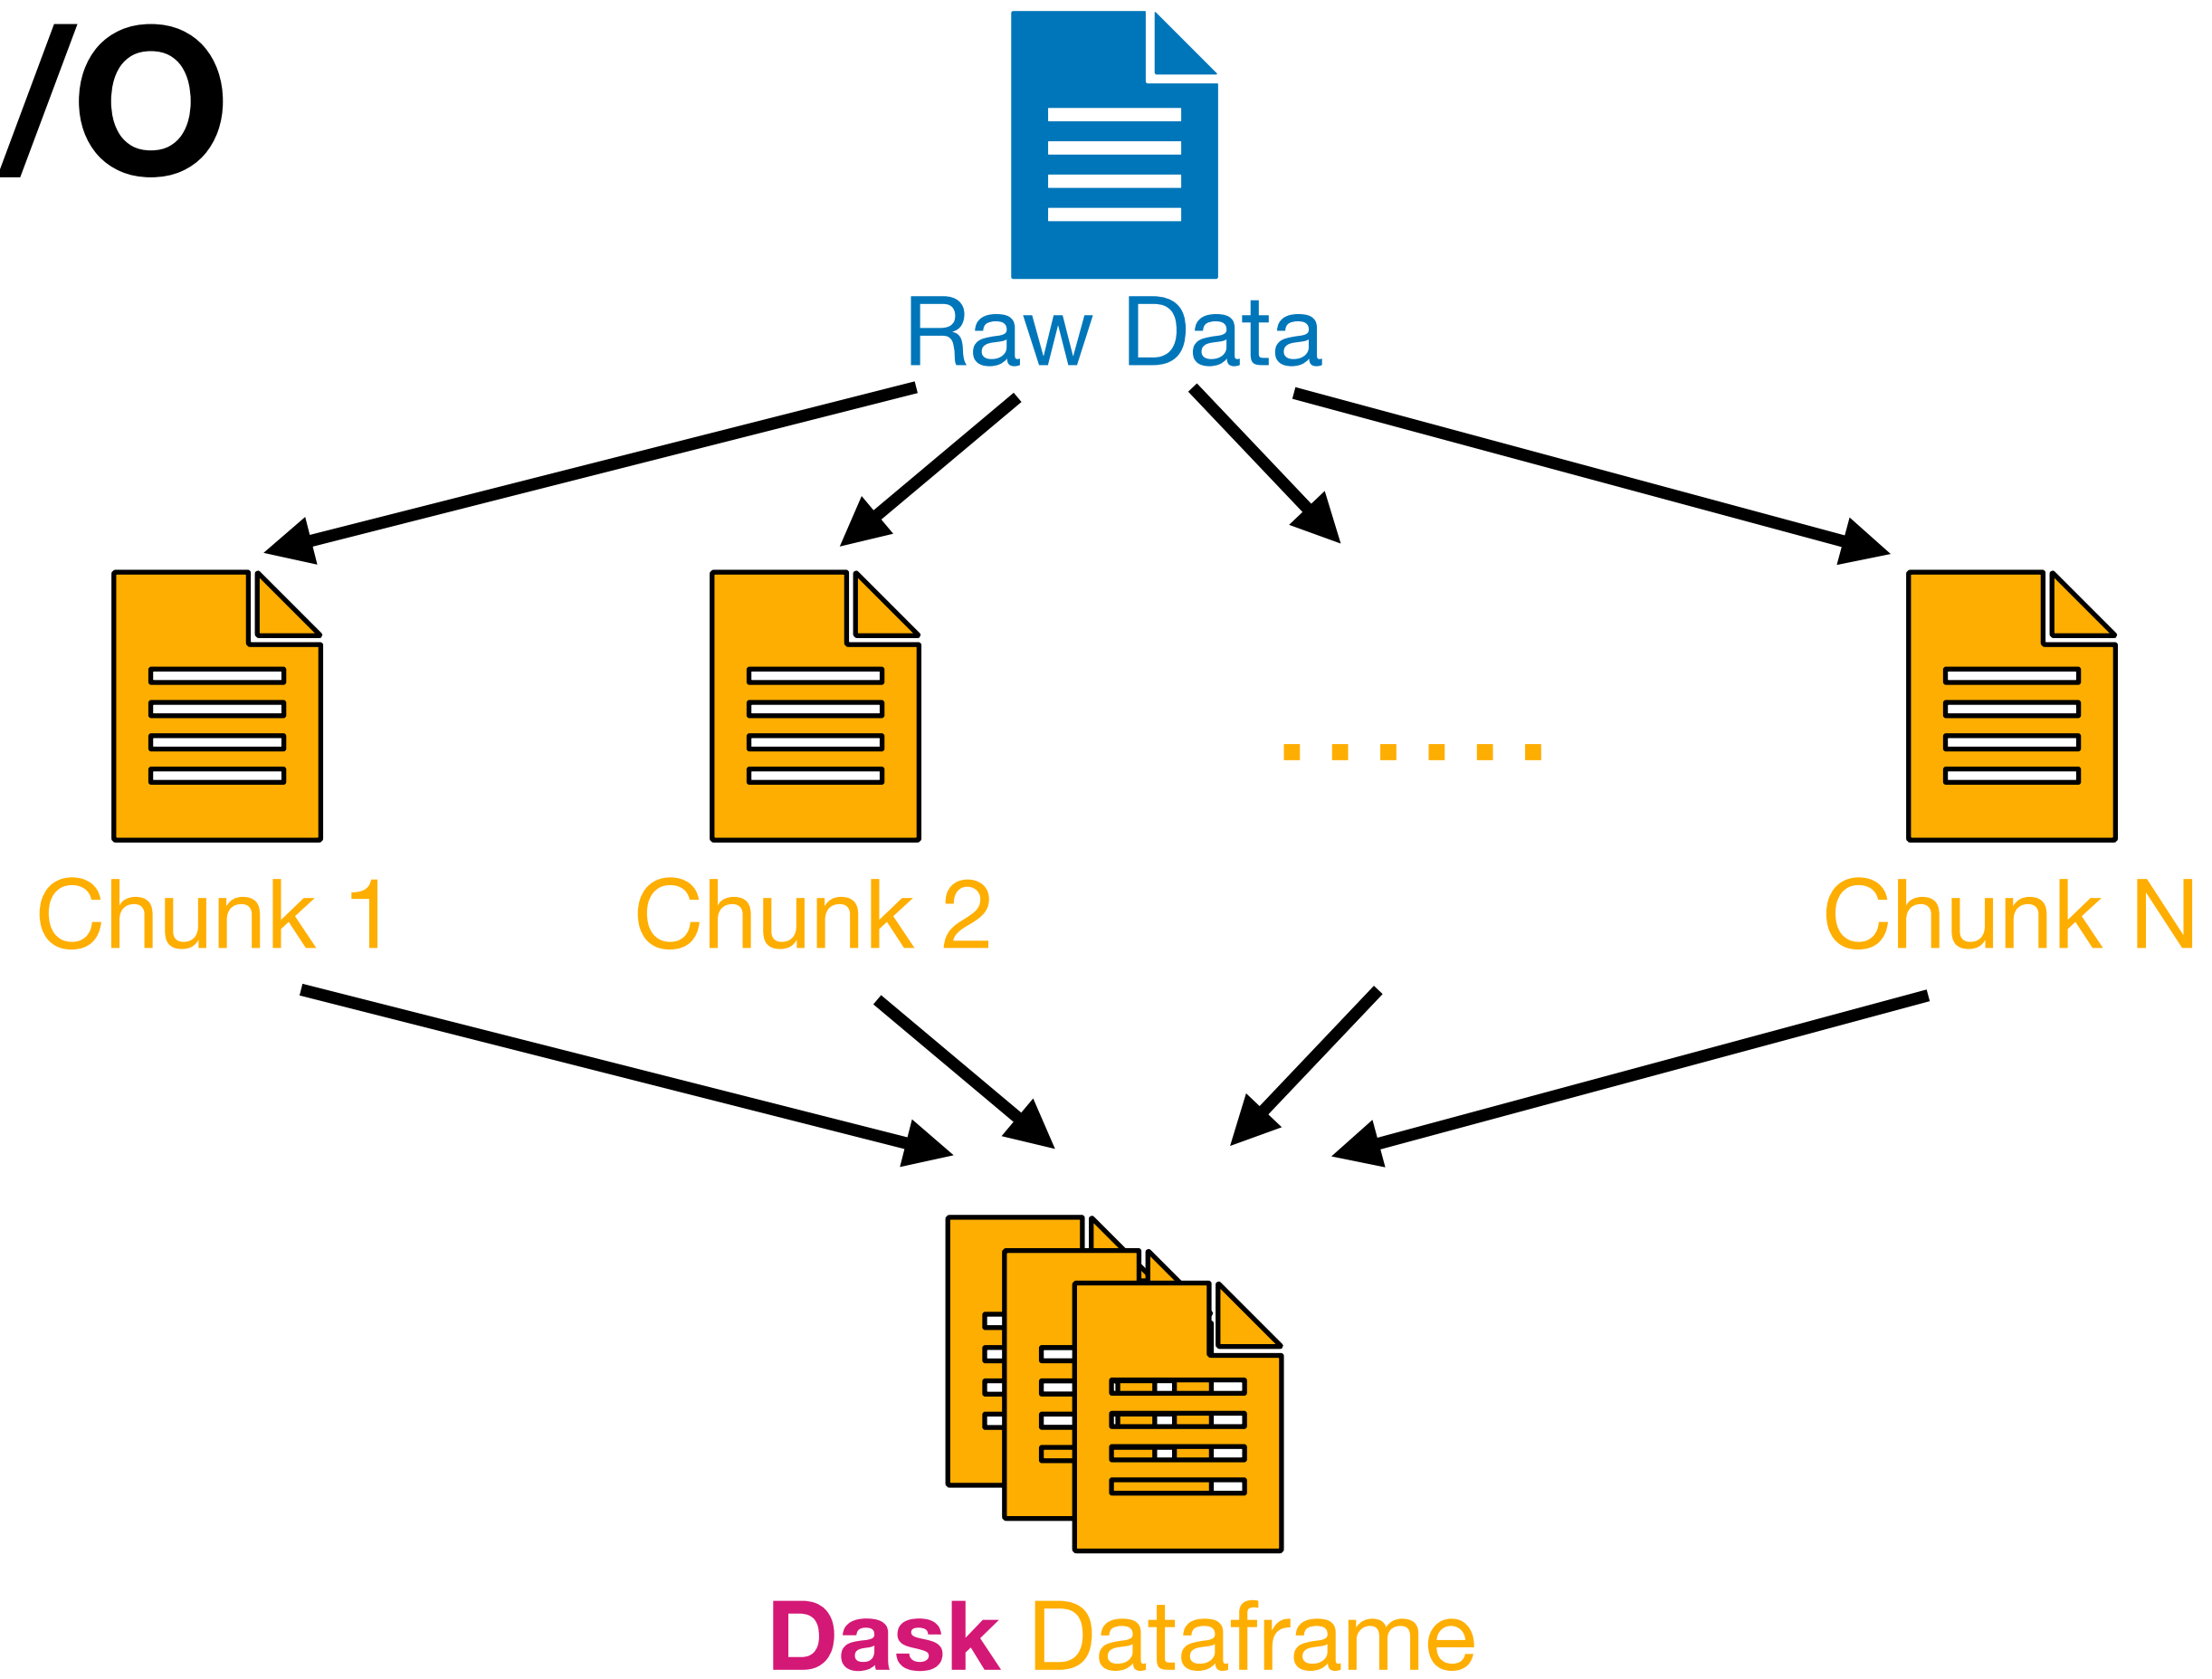 /O
Raw Data
......
Chunk 1
Chunk 2
Chunk N
Dask Dataframe